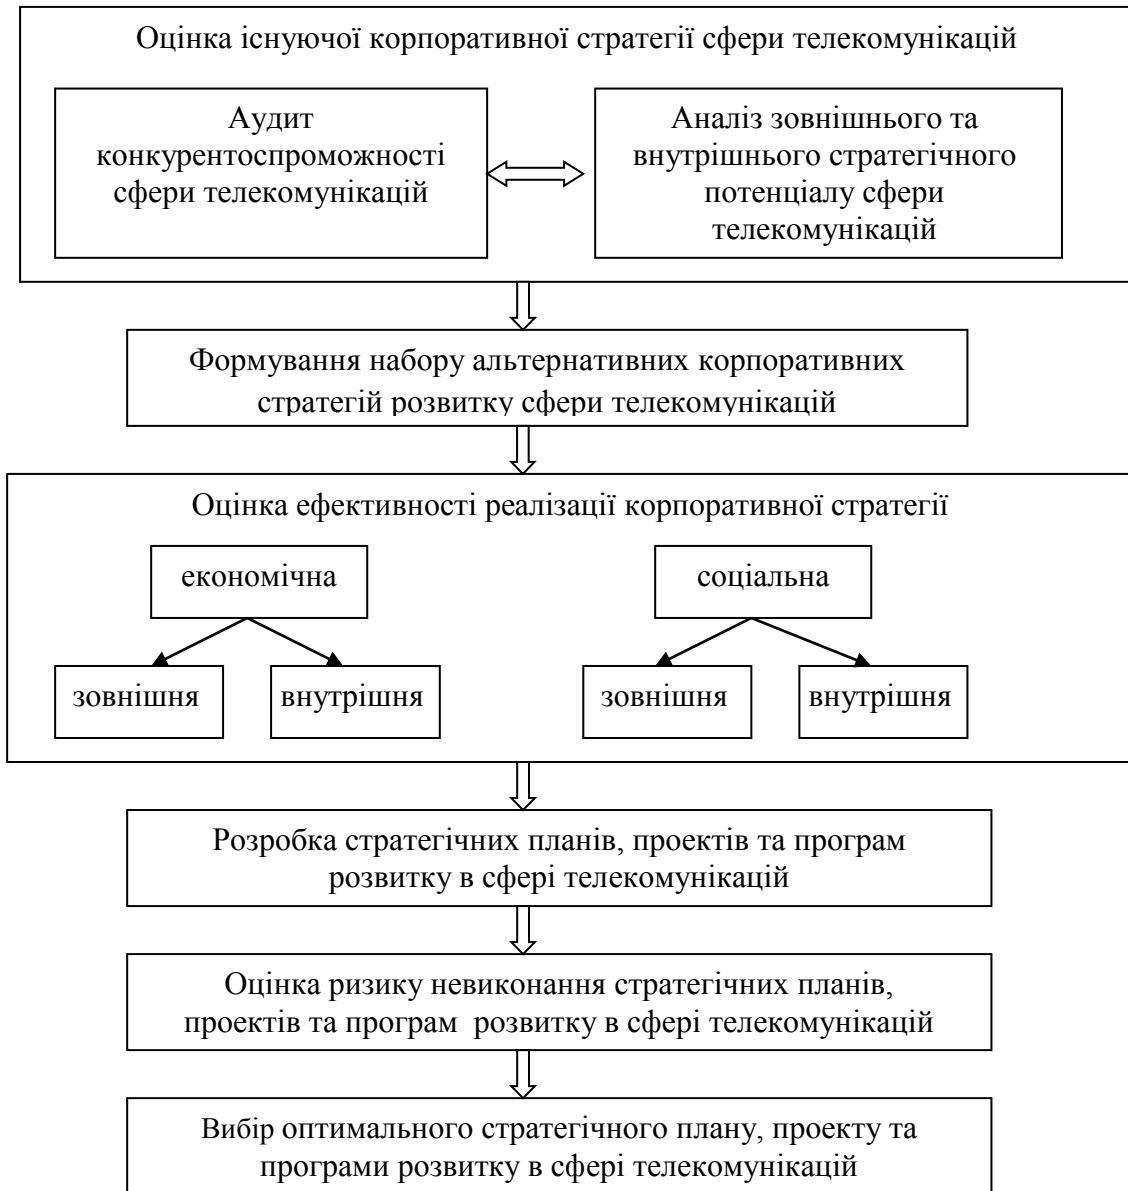 Оцінка існуючої корпоративної стратегії сфери телекомунікацій
Аудит
конкурентоспроможності
сфери телекомунікацій
Аналіз зовнішнього та
внутрішнього стратегічного
потенціалу сфери
телекомунікацій
Формування набору альтернативних корпоративних
стратегій розвитку сфери телекомунікацій
Оцінка ефективності реалізації корпоративної стратегії
економічна
соціальна
зовнішня
внутрішня
зовнішня
внутрішня
Розробка стратегічних планів, проектів та програм
розвитку в сфері телекомунікацій
Оцінка ризику невиконання стратегічних планів,
проектів та програм розвитку в сфері телекомунікацій
Вибір оптимального стратегічного плану, проекту та
програми розвитку в сфері телекомунікацій